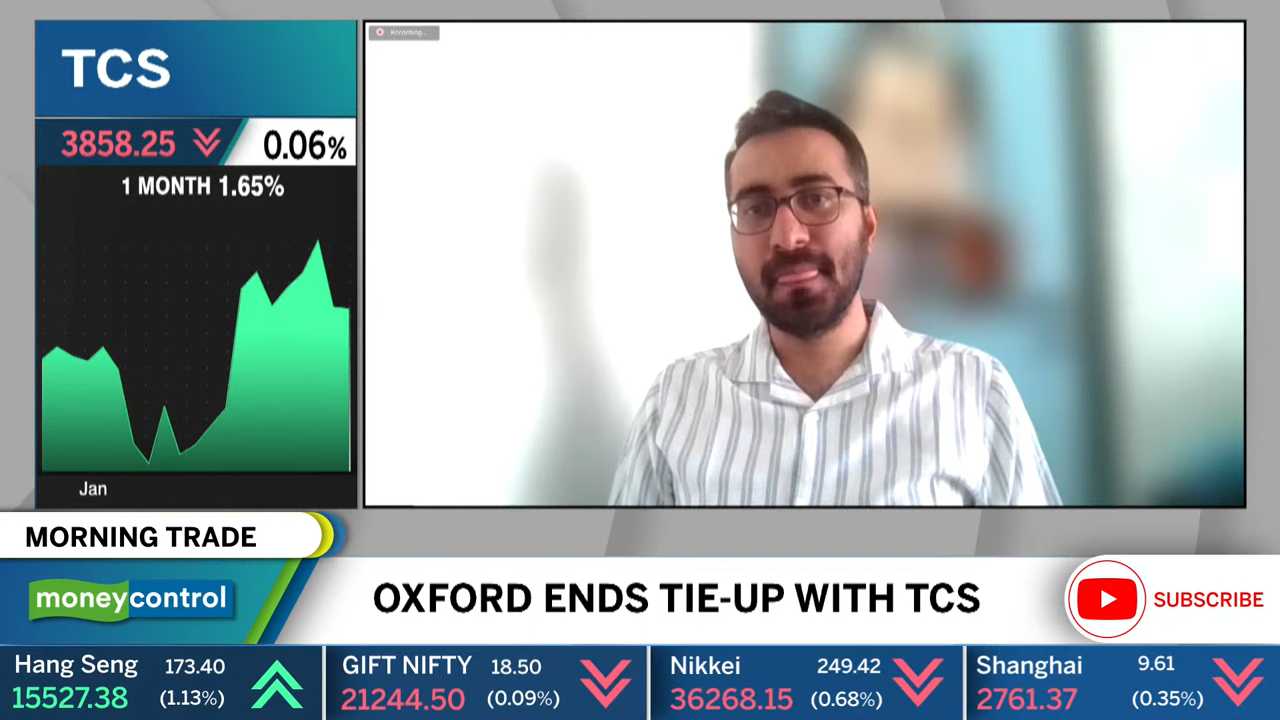 TCS
3858.25 0.06%
1 MONTH 1.65%
Jan
Recording...
MORNING TRADE
moneycontrol
OXFORD ENDS TIE-UP WITH TCS
SUBSCRIBE
Hang Seng 173.40
15527.38 (1.13%)
GIFT NIFTY 18.50
21244.50 (0.09%)
Nikkei 249.42
36268.15 (0.68%)
Shanghai 9.61
2761.37 (0.35%)